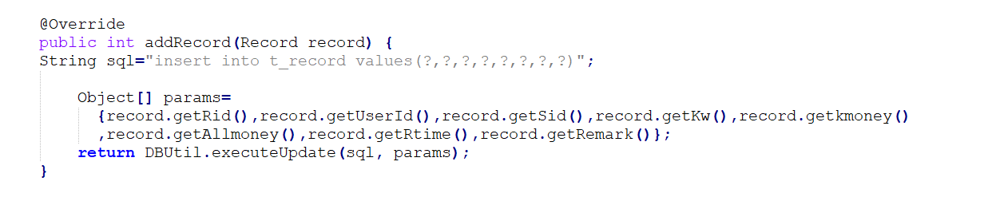 @Override
public int addRecord(Record record) {
String sql="insert into t_record values(?,?,?,?,?,?,?,?)";
Object[] params=
{record.getRid(),record.getUserId(),record.getSid(),record.getKw(),record.getkmoney()
,record.getAllmoney(),record.getRtime(),record.getRemark()};
return DBUtil.executeUpdate(sql, params);
}